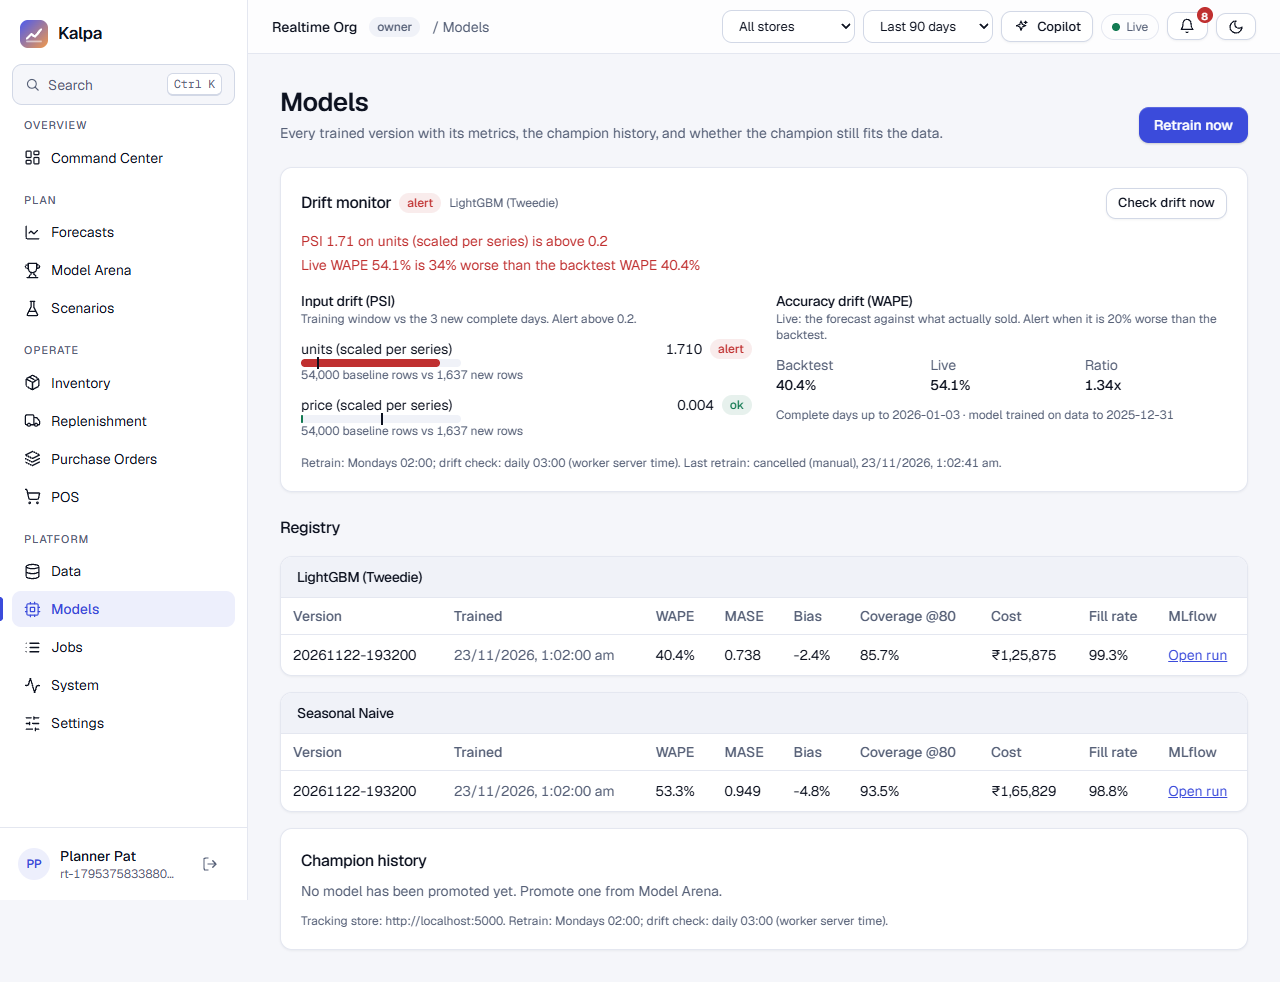 Kalpa
Search Ctrl K
OVERVIEW
Command Center
PLAN
Forecasts
Model Arena
Scenarios
OPERATE
Inventory
Replenishment
Purchase Orders
POS
PLATFORM
Data
Models
Jobs
System
Settings
PP Planner Pat
rt-1795375833880...
Realtime Org owner / Models
All stores Last 90 days Copilot Live 8
Models
Every trained version with its metrics, the champion history, and whether the champion still fits the data.
Retrain now
Drift monitor alert LightGBM (Tweedie) Check drift now
PSI 1.71 on units (scaled per series) is above 0.2
Live WAPE 54.1% is 34% worse than the backtest WAPE 40.4%
Input drift (PSI)
Training window vs the 3 new complete days. Alert above 0.2.
units (scaled per series) 1.710 alert
54,000 baseline rows vs 1,637 new rows
price (scaled per series) 0.004 ok
54,000 baseline rows vs 1,637 new rows
Accuracy drift (WAPE)
Live: the forecast against what actually sold. Alert when it is 20% worse than the
backtest.
Backtest Live Ratio
40.4% 54.1% 1.34x
Complete days up to 2026-01-03 · model trained on data to 2025-12-31
Retrain: Mondays 02:00; drift check: daily 03:00 (worker server time). Last retrain: cancelled (manual), 23/11/2026, 1:02:41 am.
Registry
LightGBM (Tweedie)
Version Trained WAPE MASE Bias Coverage @80 Cost Fill rate MLflow
20261122-193200 23/11/2026, 1:02:00 am 40.4% 0.738 -2.4% 85.7% ₹1,25,875 99.3% Open run
Seasonal Naive
Version Trained WAPE MASE Bias Coverage @80 Cost Fill rate MLflow
20261122-193200 23/11/2026, 1:02:00 am 53.3% 0.949 -4.8% 93.5% ₹1,65,829 98.8% Open run
Champion history
No model has been promoted yet. Promote one from Model Arena.
Tracking store: http://localhost:5000. Retrain: Mondays 02:00; drift check: daily 03:00 (worker server time).